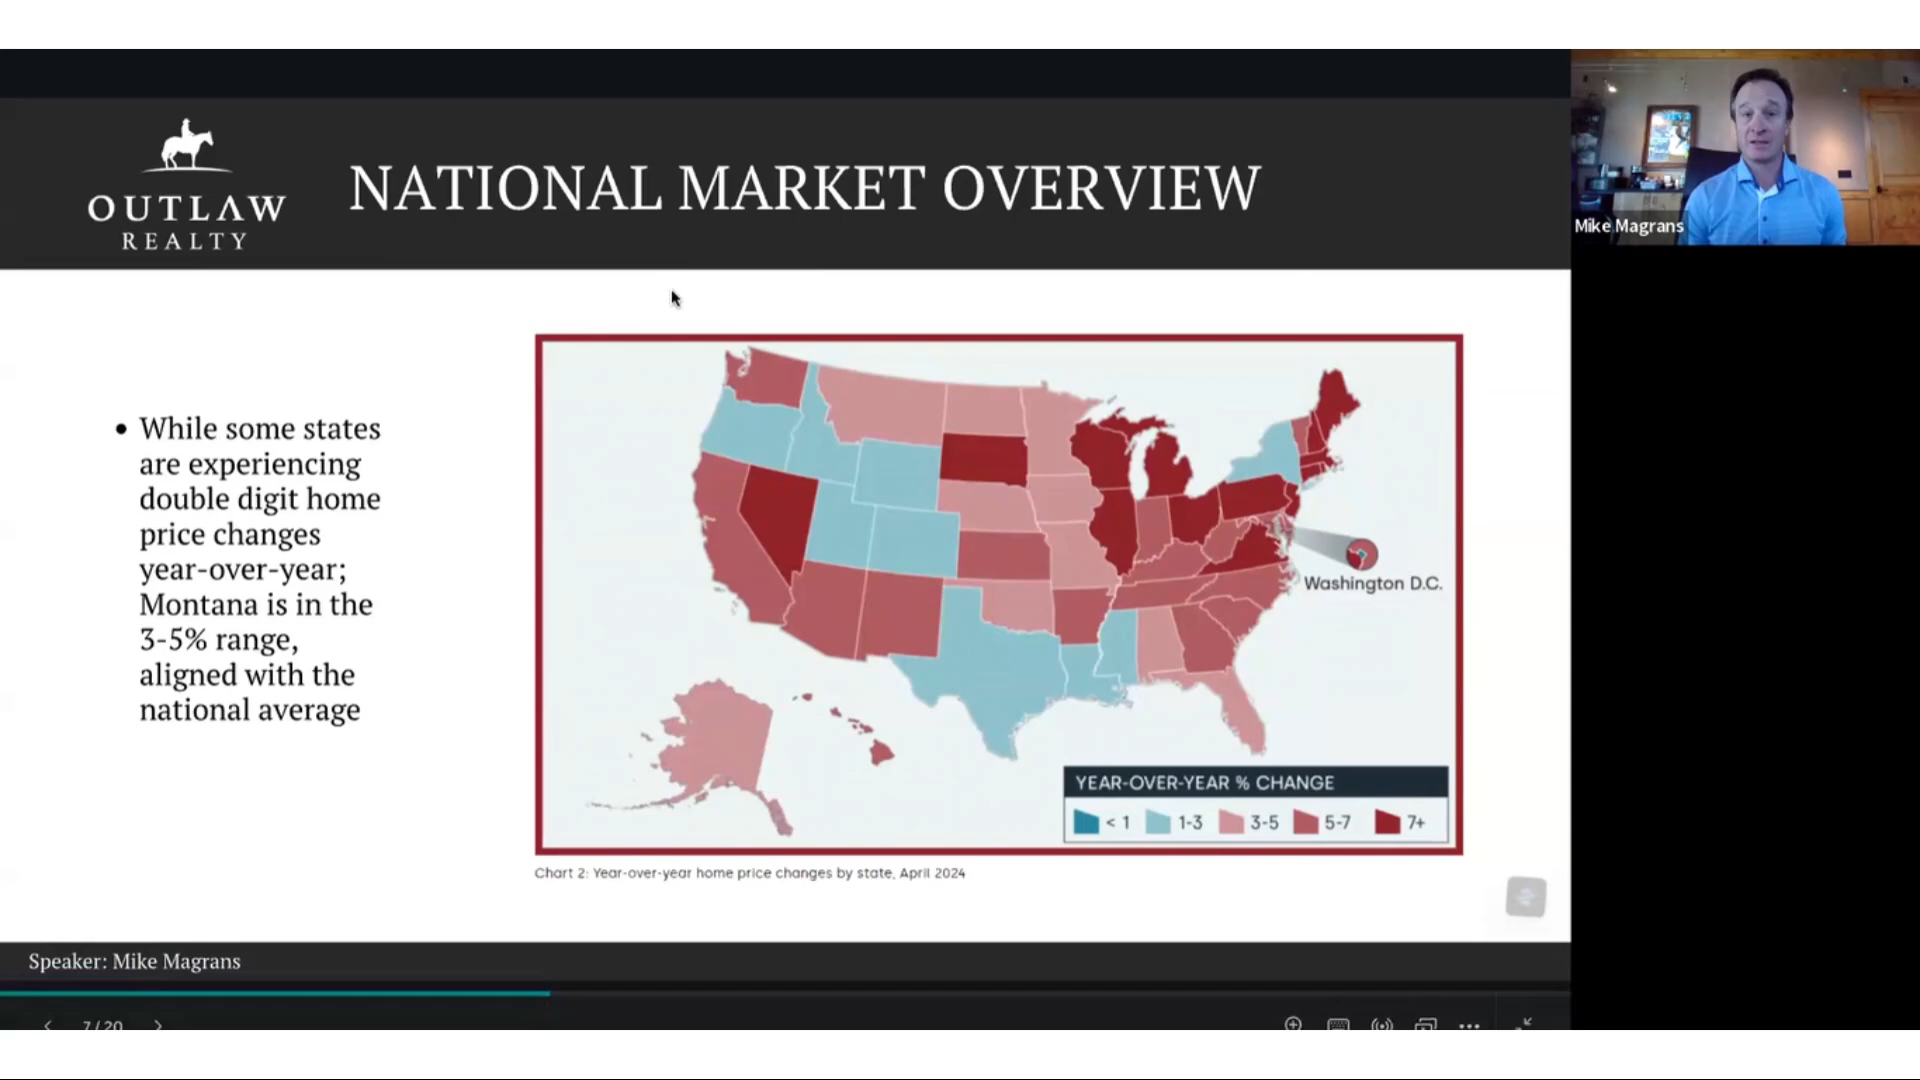 OUTLAW
REALTY
NATIONAL MARKET OVERVIEW
Mike Magrans
• While some states
are experiencing
double digit home
price changes
year-over-year;
Montana is in the
3-5% range,
aligned with the
national average
Washington D.C.
YEAR-OVER-YEAR % CHANGE
< 1 1-3 3-5 5-7 7+
Chart 2: Year-over-year home price changes by state, April 2024
Speaker: Mike Magrans
7 / 20